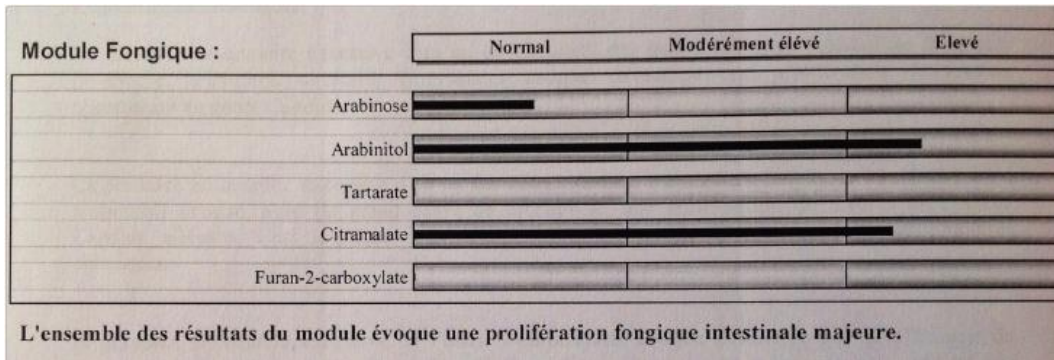 Module Fongique : Normal Modérément élévé Elevé
Arabinose
Arabinitol
Tartarate
Citramalate
Furan-2-carboxylate
L'ensemble des résultats du module évoque une prolifération fongique intestinale majeure.